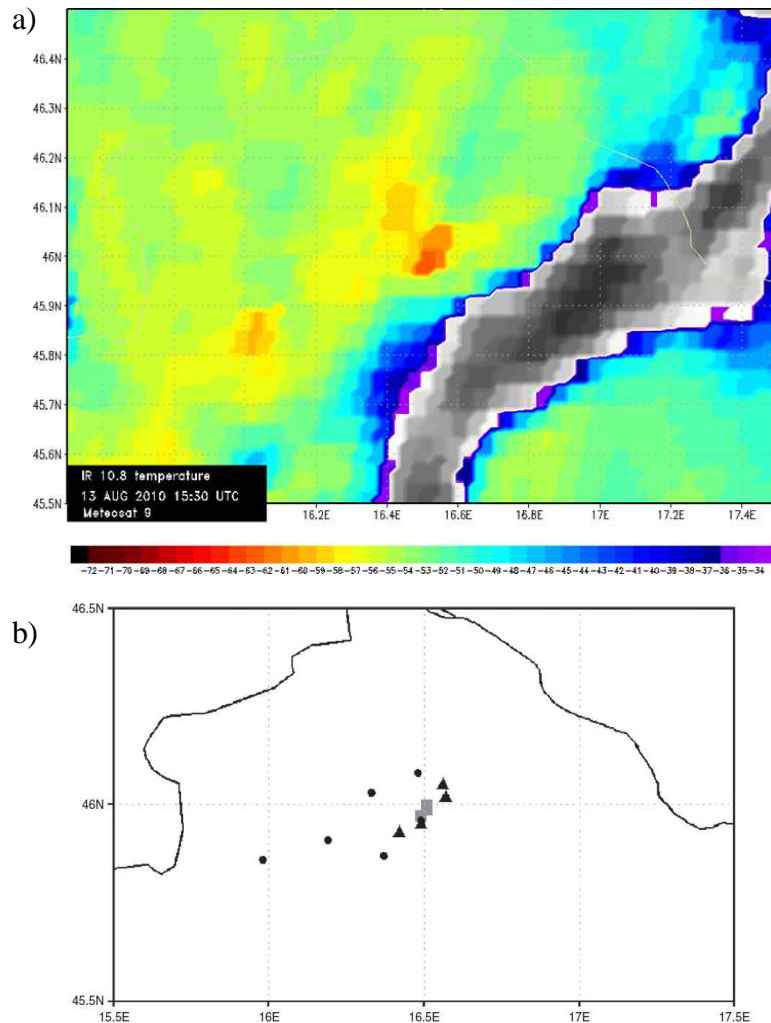 a)
46.4N
46.3N
46.2N
46.1N
46N
45.9N
45.8N
45.7N
45.6N
45.5N
IR 10.8 temperature
13 AUG 2010 15:30 UTC
Meteosat 9
16.2E 16.4E 16.6E 16.8E 17E 17.2E 17.4E
-72 -71 -70 -69 -68 -67 -66 -65 -64 -63 -62 -61 -60 -59 -58 -57 -56 -55 -54 -53 -52 -51 -50 -49 -48 -47 -46 -45 -44 -43 -42 -41 -40 -39 -38 -37 -36 -35 -34
b)
46.5N
46N
45.5N
15.5E 16E 16.5E 17E 17.5E